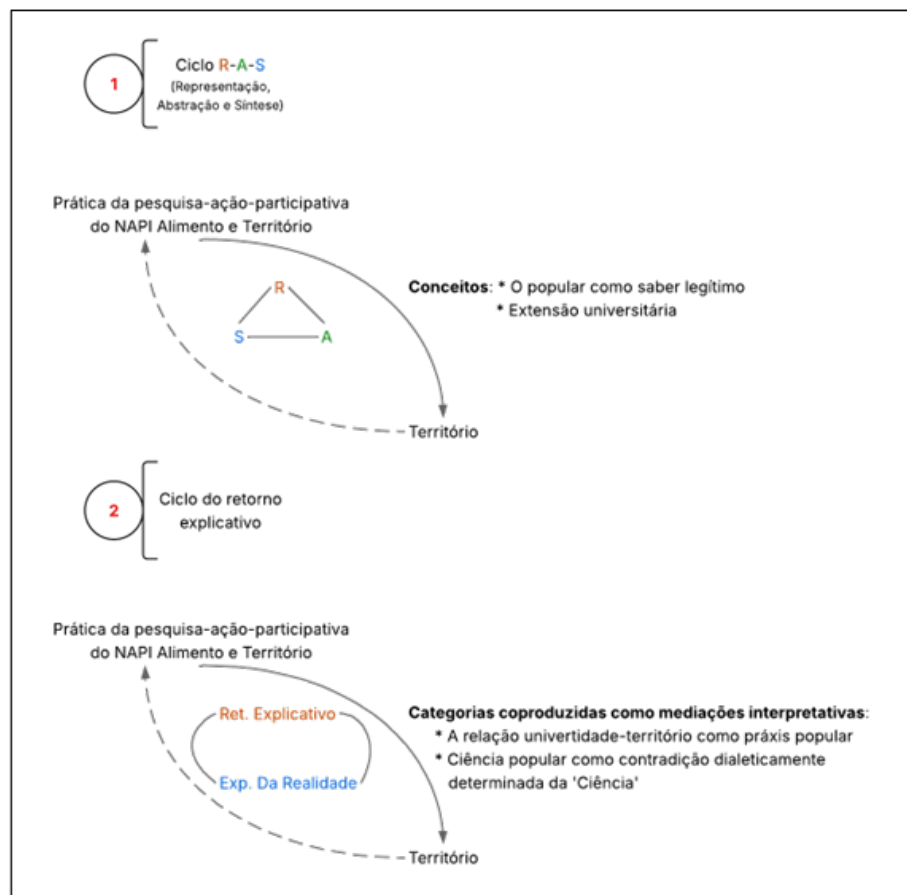 1
Ciclo R-A-S
(Representação,
Abstração e Síntese)
Prática da pesquisa-ação-participativa
do NAPI Alimento e Território
R
S
A
Conceitos: * O popular como saber legítimo
* Extensão universitária
Território
2
Ciclo do retorno
explicativo
Prática da pesquisa-ação-participativa
do NAPI Alimento e Território
Ret. Explicativo
Exp. Da Realidade
Categorias coproduzidas como mediações interpretativas:
* A relação univertidade-território como práxis popular
* Ciência popular como contradição dialeticamente
determinada da 'Ciência'
Território